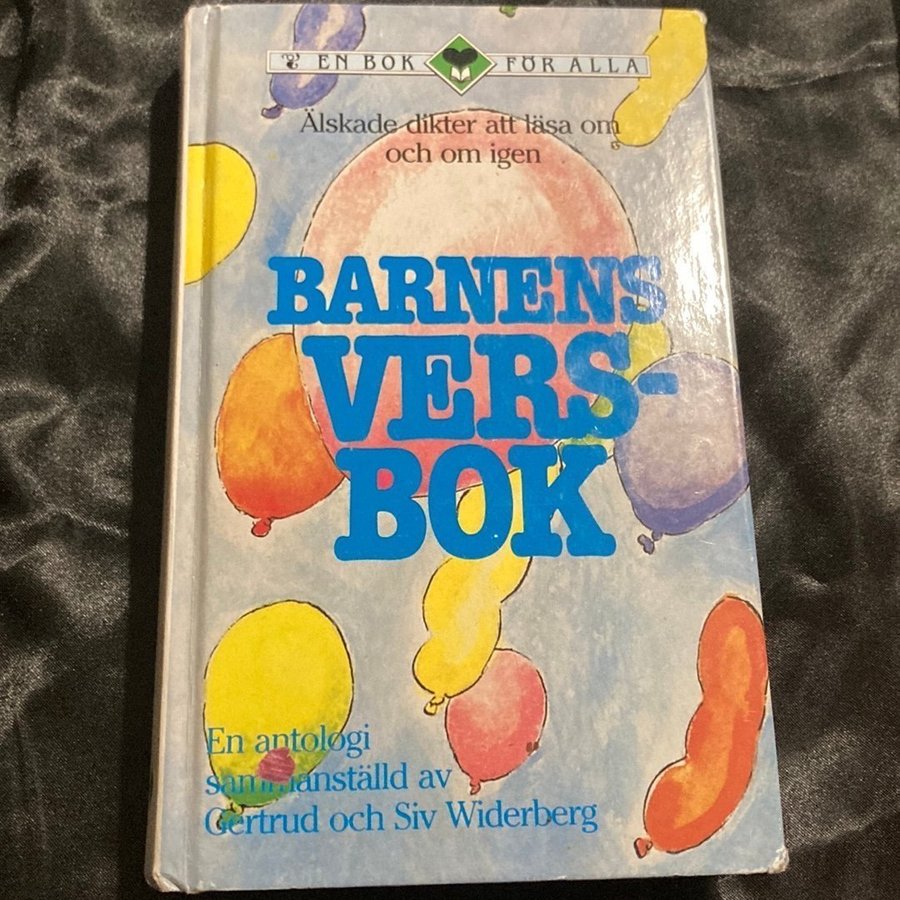 EN BOK FÖR ALLA
Älskade dikter att läsa om
och om igen
BARNENS
VERS-
BOK
En antologi
sammanställd av
Gertrud och Siv Widerberg